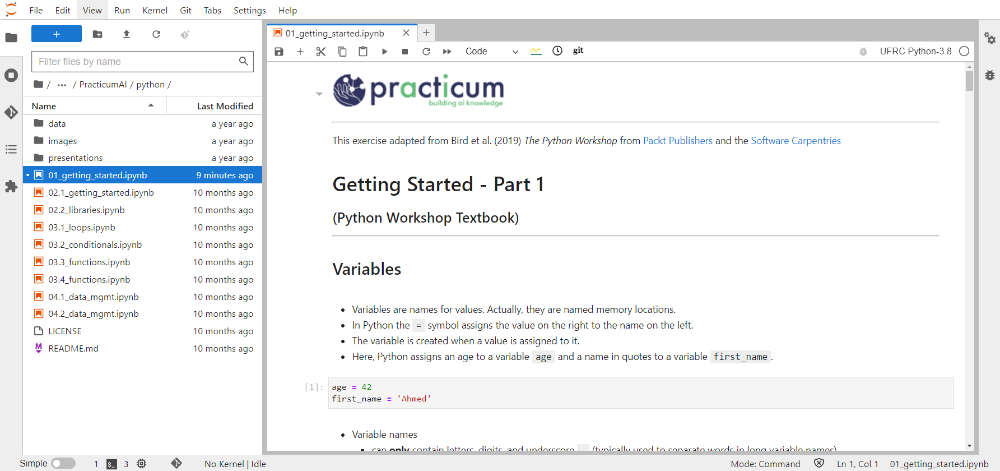 File Edit View Run Kernel Git Tabs Settings Help
+
Filter files by name
/ ··· / PracticumAI / python /
Name Last Modified
data a year ago
images a year ago
presentations a year ago
01_getting_started.ipynb 9 minutes ago
02.1_getting_started.ipynb 10 months ago
02.2_libraries.ipynb 10 months ago
03.1_loops.ipynb 10 months ago
03.2_conditionals.ipynb 10 months ago
03.3_functions.ipynb 10 months ago
03.4_functions.ipynb 10 months ago
04.1_data_mgmt.ipynb 10 months ago
04.2_data_mgmt.ipynb 10 months ago
LICENSE 10 months ago
README.md 10 months ago
01_getting_started.ipynb
Code git UFRC Python-3.8
practicum
building ai knowledge
This exercise adapted from Bird et al. (2019) The Python Workshop from Packt Publishers and the Software Carpentries
Getting Started - Part 1
(Python Workshop Textbook)
Variables
• Variables are names for values. Actually, they are named memory locations.
• In Python the = symbol assigns the value on the right to the name on the left.
• The variable is created when a value is assigned to it.
• Here, Python assigns an age to a variable age and a name in quotes to a variable first_name.
[1]: age = 42
first_name = 'Ahmed'
• Variable names
can only contain letters, digits, and underscore _ (typically used to separate words in long variable names)
Simple 1 3 No Kernel | Idle Mode: Command Ln 1, Col 1 01_getting_started.ipynb